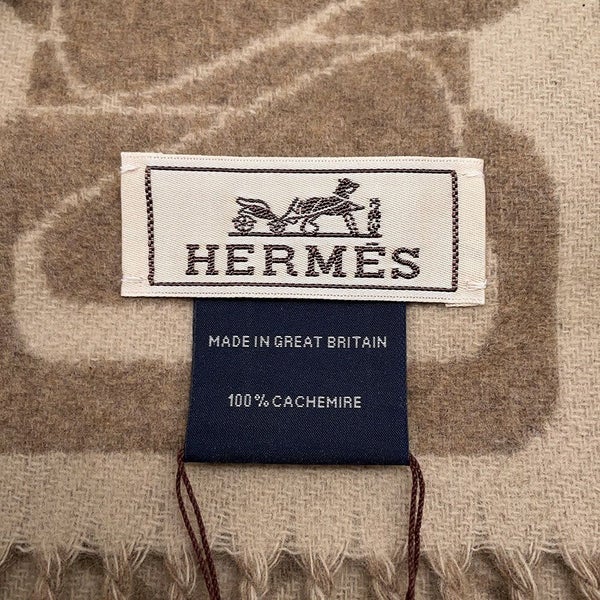 HERMÈS
MADE IN GREAT BRITAIN
100% CACHEMIRE